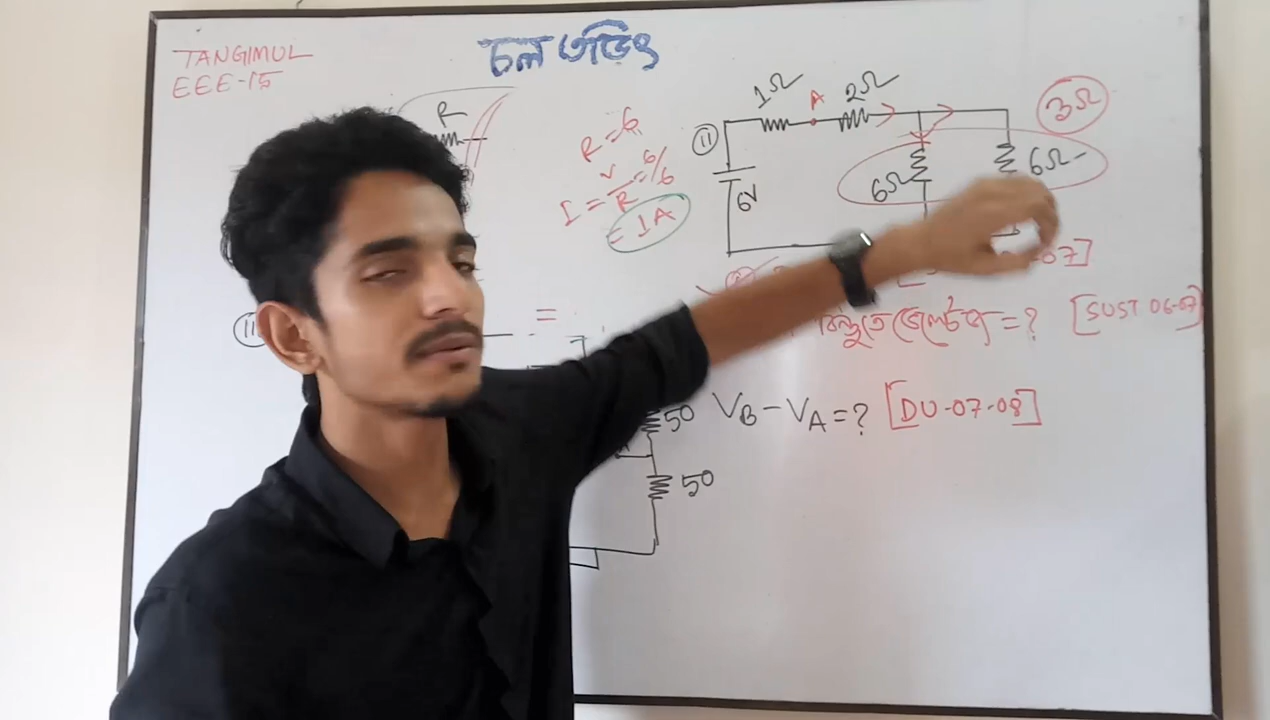 চল তড়িৎ
TANGIMUL
EEE-15
R
R=6
I = V/R = 6/6
= 1A
11
1Ω
A
2Ω
3Ω
6V
6Ω
6Ω
07]
বিন্দুতে ভোল্টেজ =? [SUST 06-07]
=
50
V_B - V_A =? [DU-07-08]
50